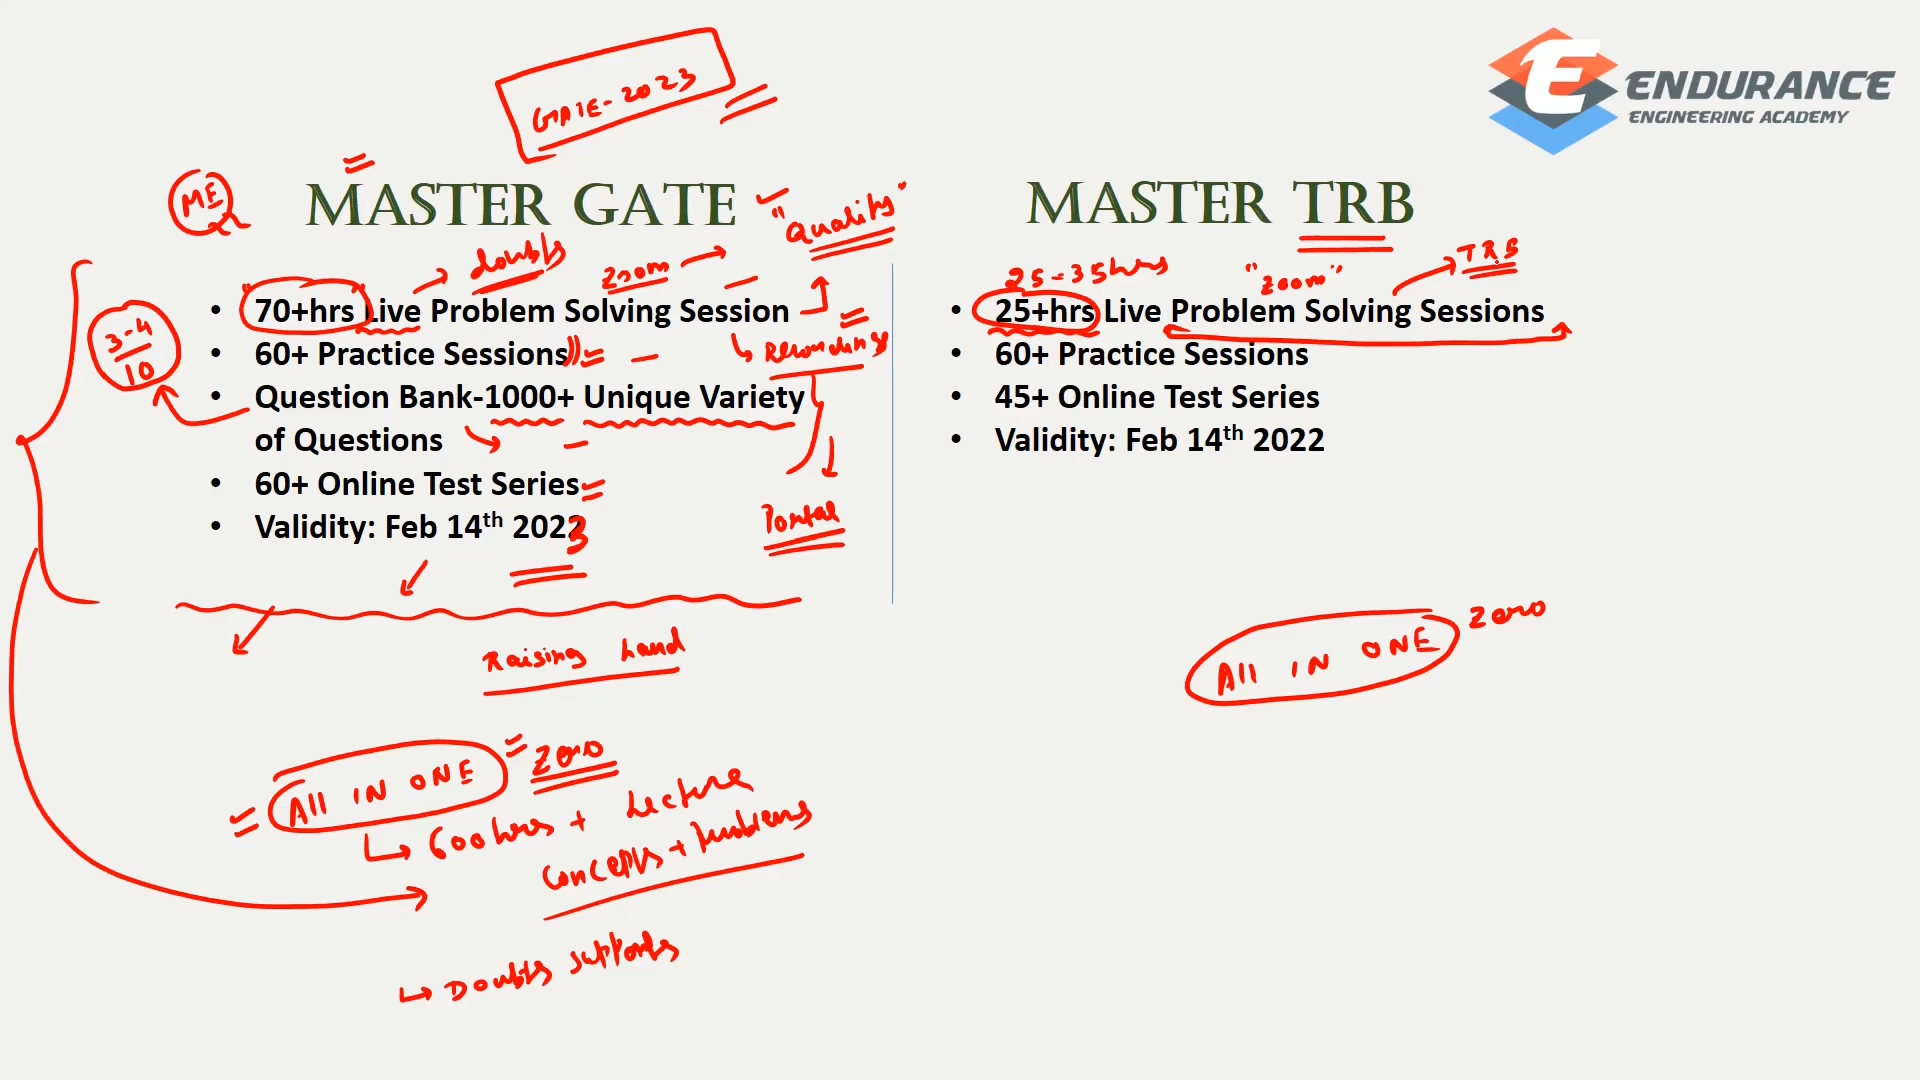 GATE-2023
ENDURANCE
ENGINEERING ACADEMY
ME
MASTER GATE
"Quality"
doubts
zoom
• "70+hrs" Live Problem Solving Session
Recordings
• 60+ Practice Sessions
3-4
10
• Question Bank-1000+ Unique Variety
of Questions
• 60+ Online Test Series
Portal
• Validity: Feb 14th 2023
Raising hand
All IN ONE
zero
600hrs + Lecture
Concepts + Problems
Doubts supports
MASTER TRB
TRB
25-35hrs
"zoom"
• 25+hrs Live Problem Solving Sessions
• 60+ Practice Sessions
• 45+ Online Test Series
• Validity: Feb 14th 2022
All IN ONE
zero